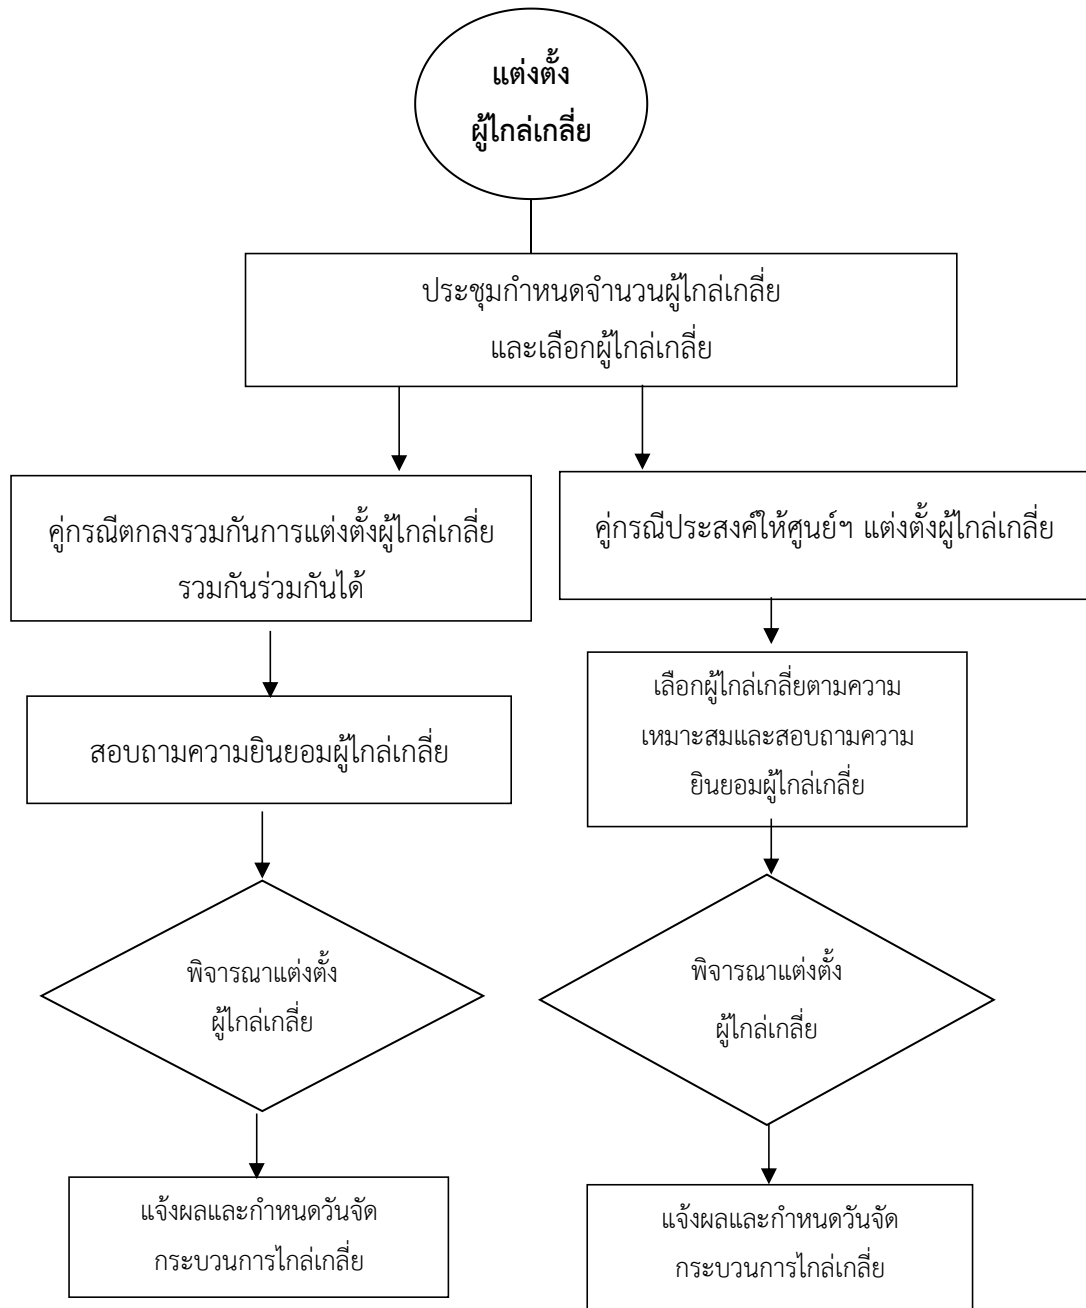 แต่งตั้ง
ผู้ไกล่เกลี่ย
ประชุมกำหนดจำนวนผู้ไกล่เกลี่ย
และเลือกผู้ไกล่เกลี่ย
คู่กรณีตกลงรวมกันการแต่งตั้งผู้ไกล่เกลี่ย
รวมกันร่วมกันได้
คู่กรณีประสงค์ให้ศูนย์ฯ แต่งตั้งผู้ไกล่เกลี่ย
สอบถามความยินยอมผู้ไกล่เกลี่ย
เลือกผู้ไกล่เกลี่ยตามความ
เหมาะสมและสอบถามความ
ยินยอมผู้ไกล่เกลี่ย
พิจารณาแต่งตั้ง
ผู้ไกล่เกลี่ย
พิจารณาแต่งตั้ง
ผู้ไกล่เกลี่ย
แจ้งผลและกำหนดวันจัด
กระบวนการไกล่เกลี่ย
แจ้งผลและกำหนดวันจัด
กระบวนการไกล่เกลี่ย